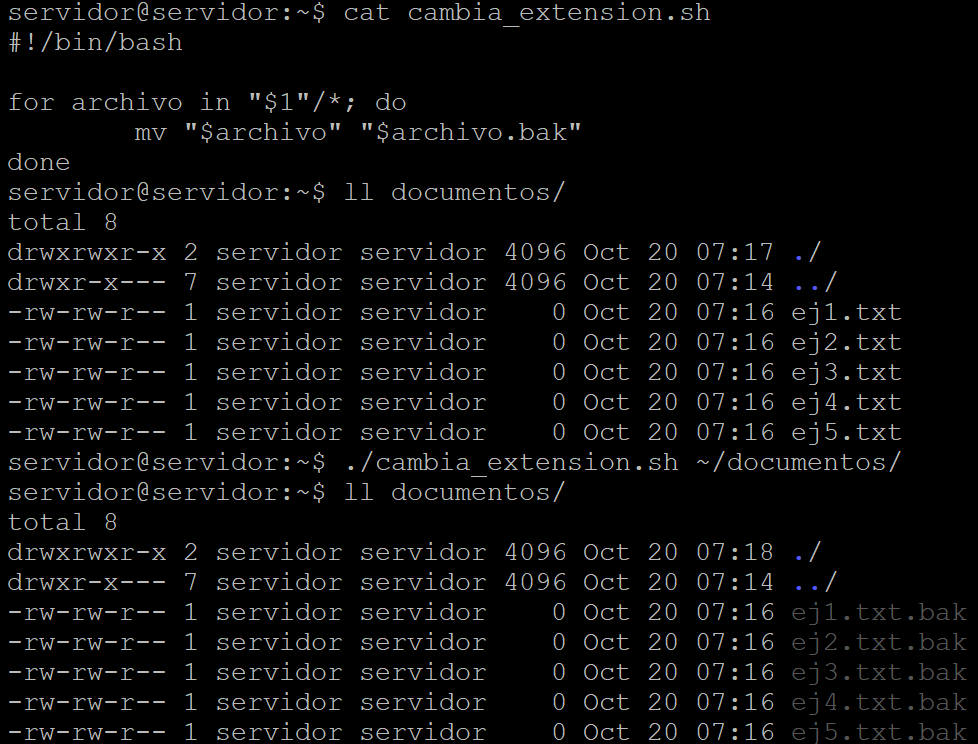 servidor@servidor:~$ cat cambia_extension.sh
#!/bin/bash

for archivo in "$1"/*; do
        mv "$archivo" "$archivo.bak"
done
servidor@servidor:~$ ll documentos/
total 8
drwxrwxr-x 2 servidor servidor 4096 Oct 20 07:17 ./
drwxr-x--- 7 servidor servidor 4096 Oct 20 07:14 ../
-rw-rw-r-- 1 servidor servidor    0 Oct 20 07:16 ej1.txt
-rw-rw-r-- 1 servidor servidor    0 Oct 20 07:16 ej2.txt
-rw-rw-r-- 1 servidor servidor    0 Oct 20 07:16 ej3.txt
-rw-rw-r-- 1 servidor servidor    0 Oct 20 07:16 ej4.txt
-rw-rw-r-- 1 servidor servidor    0 Oct 20 07:16 ej5.txt
servidor@servidor:~$ ./cambia_extension.sh ~/documentos/
servidor@servidor:~$ ll documentos/
total 8
drwxrwxr-x 2 servidor servidor 4096 Oct 20 07:18 ./
drwxr-x--- 7 servidor servidor 4096 Oct 20 07:14 ../
-rw-rw-r-- 1 servidor servidor    0 Oct 20 07:16 ej1.txt.bak
-rw-rw-r-- 1 servidor servidor    0 Oct 20 07:16 ej2.txt.bak
-rw-rw-r-- 1 servidor servidor    0 Oct 20 07:16 ej3.txt.bak
-rw-rw-r-- 1 servidor servidor    0 Oct 20 07:16 ej4.txt.bak
-rw-rw-r-- 1 servidor servidor    0 Oct 20 07:16 ej5.txt.bak